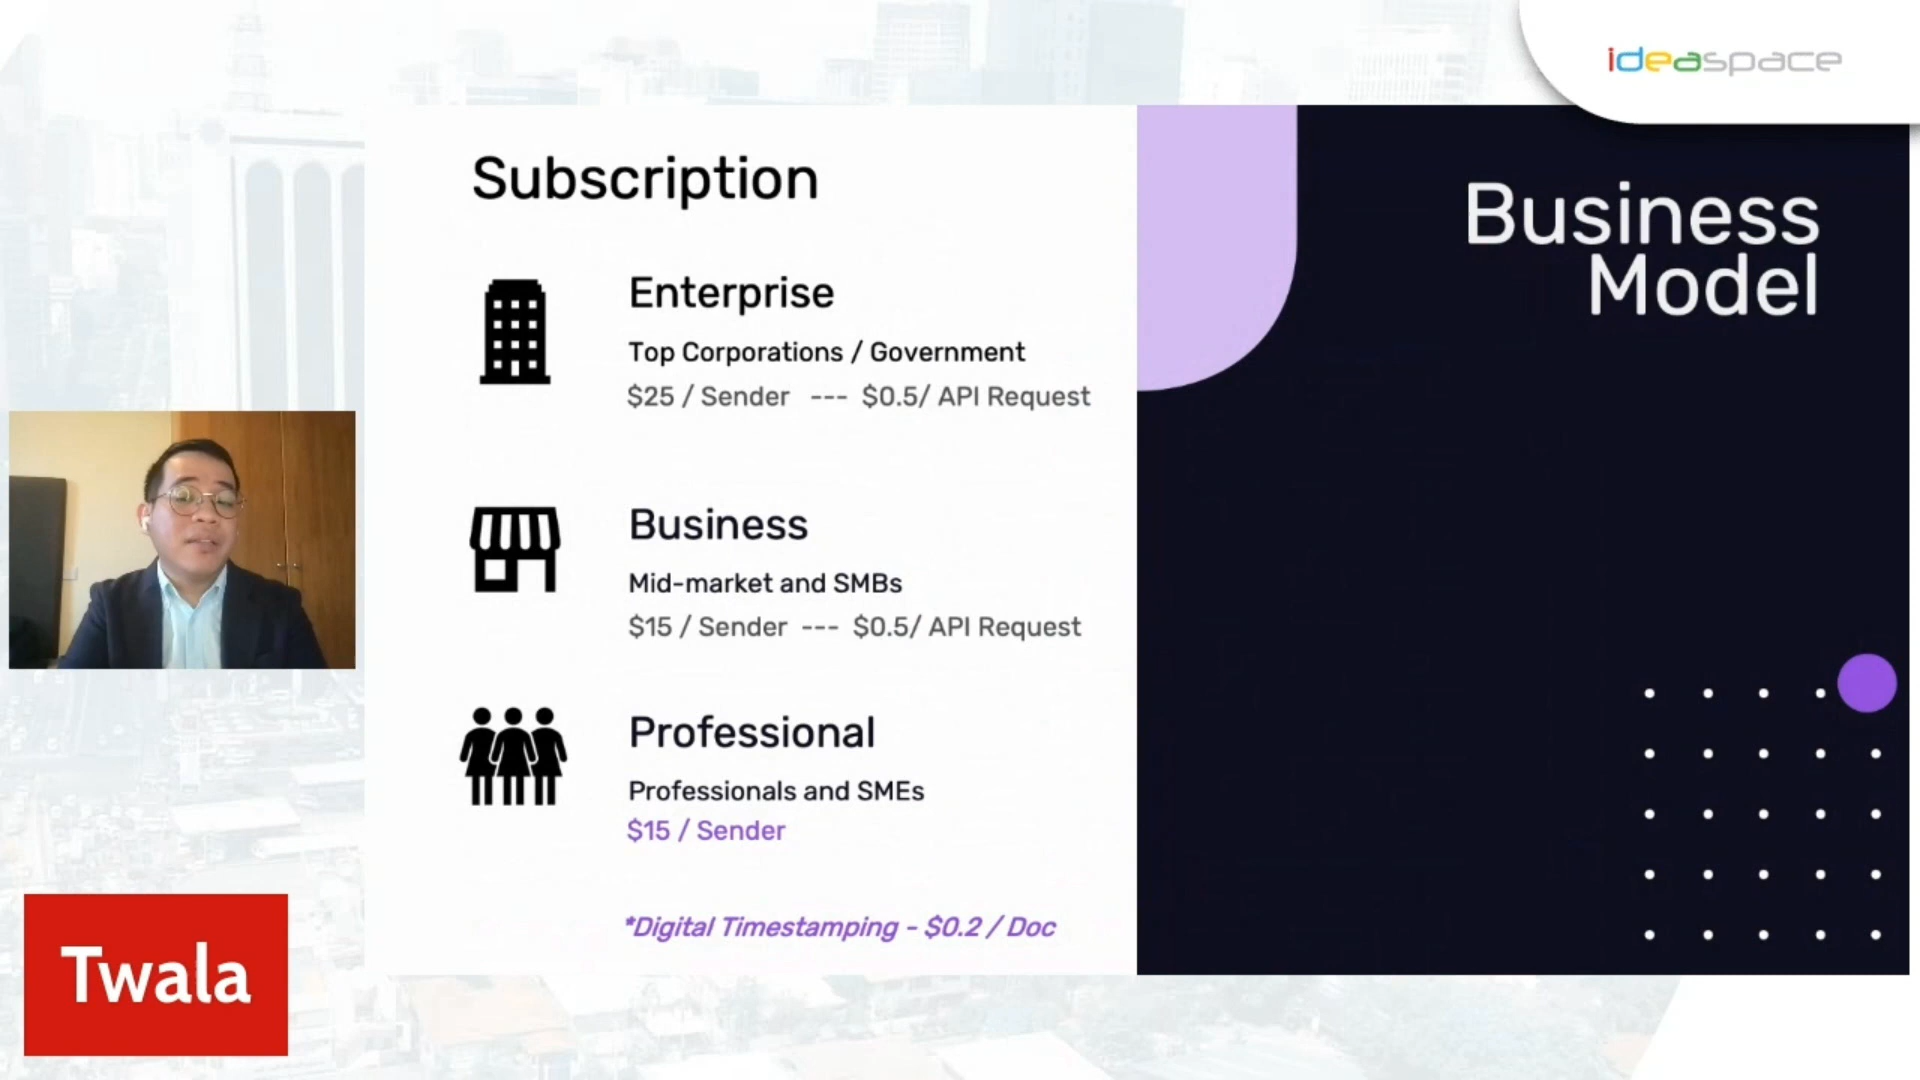 ideaspace
Subscription
Enterprise
Top Corporations / Government
$25 / Sender --- $0.5/ API Request
Business
Mid-market and SMBs
$15 / Sender --- $0.5/ API Request
Professional
Professionals and SMEs
$15 / Sender
*Digital Timestamping - $0.2 / Doc
Business
Model
Twala